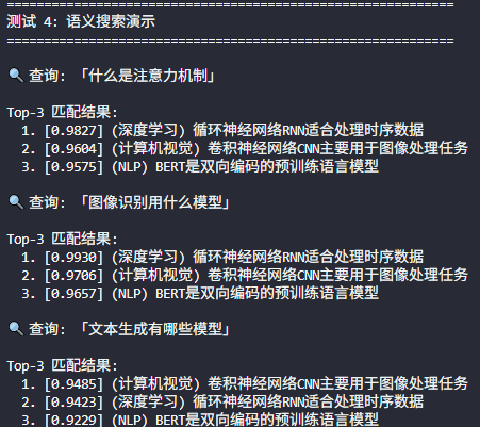 ============================================================
测试 4: 语义搜索演示
============================================================
🔍 查询: 「什么是注意力机制」
Top-3 匹配结果:
1. [0.9827] (深度学习) 循环神经网络RNN适合处理时序数据
2. [0.9604] (计算机视觉) 卷积神经网络CNN主要用于图像处理任务
3. [0.9575] (NLP) BERT是双向编码的预训练语言模型
🔍 查询: 「图像识别用什么模型」
Top-3 匹配结果:
1. [0.9930] (深度学习) 循环神经网络RNN适合处理时序数据
2. [0.9706] (计算机视觉) 卷积神经网络CNN主要用于图像处理任务
3. [0.9657] (NLP) BERT是双向编码的预训练语言模型
🔍 查询: 「文本生成有哪些模型」
Top-3 匹配结果:
1. [0.9485] (计算机视觉) 卷积神经网络CNN主要用于图像处理任务
2. [0.9423] (深度学习) 循环神经网络RNN适合处理时序数据
3. [0.9229] (NLP) BERT是双向编码的预训练语言模型